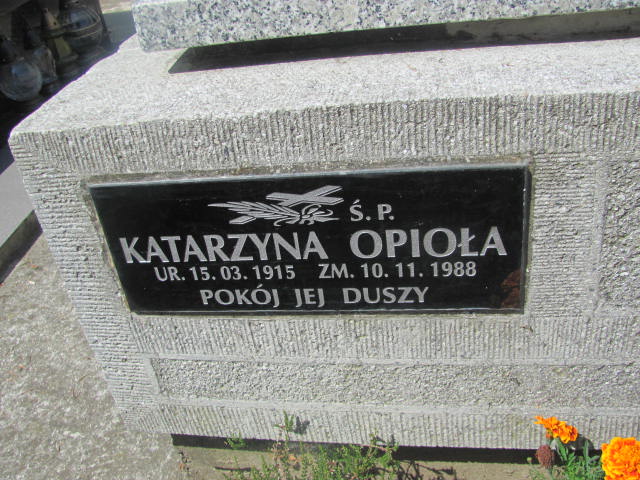 Ś. P.
KATARZYNA OPIOŁA
UR. 15. 03. 1915 ZM. 10. 11. 1988
POKÓJ JEJ DUSZY